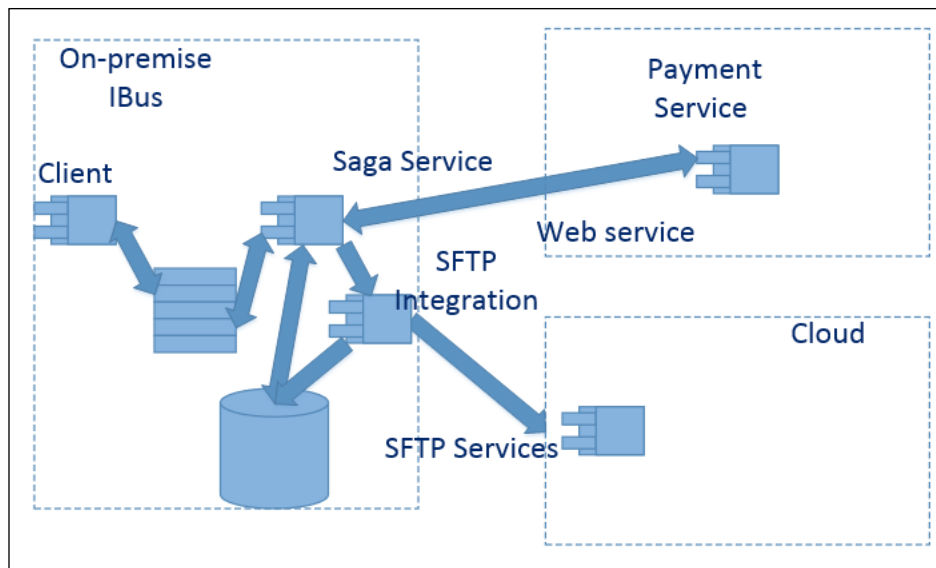 On-premise
IBus
Payment
Service
Client
Saga Service
Web service
SFTP
Integration
Cloud
SFTP Services